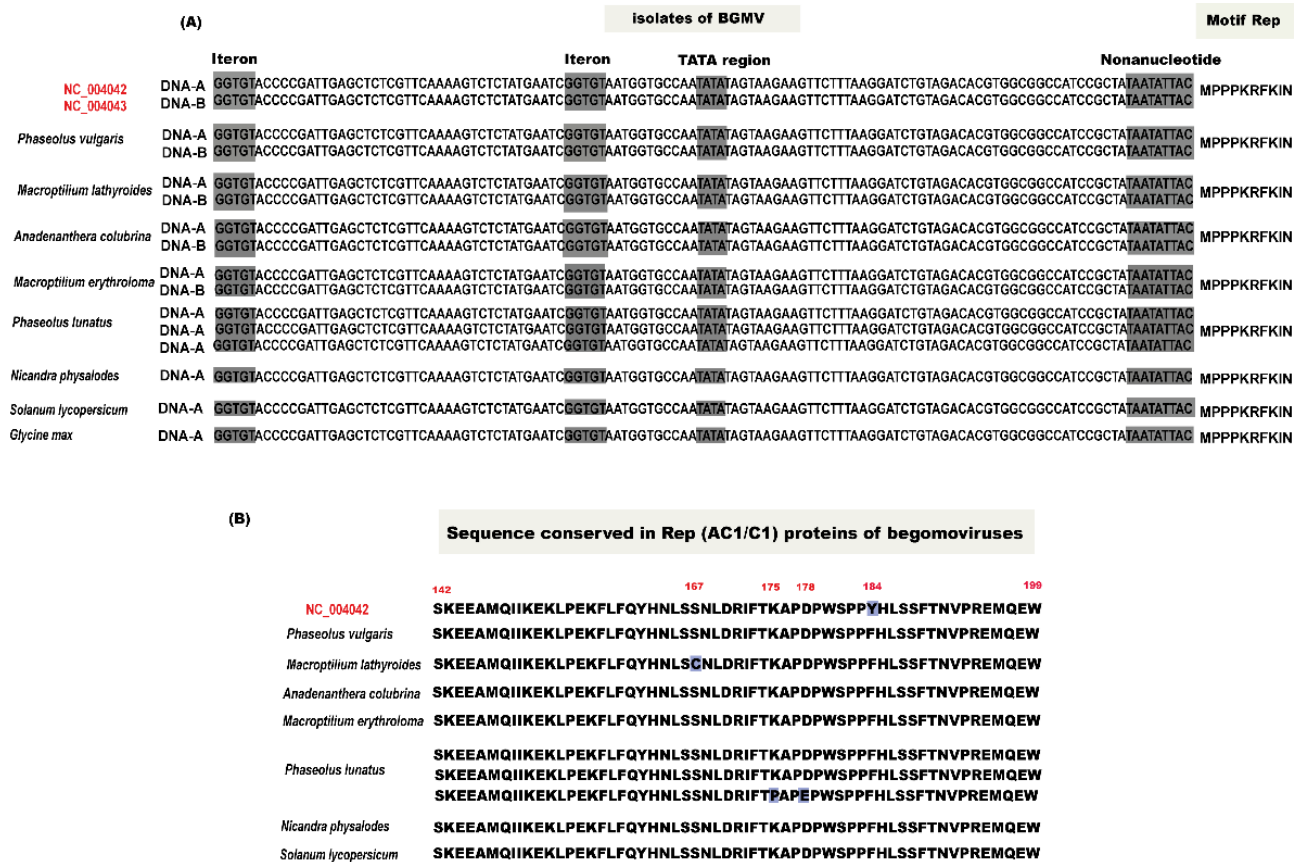 (A)
isolates of BGMV
Motif Rep
Iteron Iteron TATA region Nonanucleotide
NC_004042 DNA-A GGTGTACCCCGATTGAGCTCTCGTTCAAAAGTCTCTATGAATCGGTGTAATGGTGCCAATATATAGTAAGAAGTTCTTTAAGGATCTGTAGACACGTGGCGGCCATCCGCTATAATATTAC
NC_004043 DNA-B GGTGTACCCCGATTGAGCTCTCGTTCAAAAGTCTCTATGAATCGGTGTAATGGTGCCAATATATAGTAAGAAGTTCTTTAAGGATCTGTAGACACGTGGCGGCCATCCGCTATAATATTAC MPPPKRFKIN
Phaseolus vulgaris DNA-A GGTGTACCCCGATTGAGCTCTCGTTCAAAAGTCTCTATGAATCGGTGTAATGGTGCCAATATATAGTAAGAAGTTCTTTAAGGATCTGTAGACACGTGGCGGCCATCCGCTATAATATTAC MPPPKRFKIN
DNA-B GGTGTACCCCGATTGAGCTCTCGTTCAAAAGTCTCTATGAATCGGTGTAATGGTGCCAATATATAGTAAGAAGTTCTTTAAGGATCTGTAGACACGTGGCGGCCATCCGCTATAATATTAC
Macroptilium lathyroides DNA-A GGTGTACCCCGATTGAGCTCTCGTTCAAAAGTCTCTATGAATCGGTGTAATGGTGCCAATATATAGTAAGAAGTTCTTTAAGGATCTGTAGACACGTGGCGGCCATCCGCTATAATATTAC MPPPKRFKIN
DNA-B GGTGTACCCCGATTGAGCTCTCGTTCAAAAGTCTCTATGAATCGGTGTAATGGTGCCAATATATAGTAAGAAGTTCTTTAAGGATCTGTAGACACGTGGCGGCCATCCGCTATAATATTAC
Anadenanthera colubrina DNA-A GGTGTACCCCGATTGAGCTCTCGTTCAAAAGTCTCTATGAATCGGTGTAATGGTGCCAATATATAGTAAGAAGTTCTTTAAGGATCTGTAGACACGTGGCGGCCATCCGCTATAATATTAC MPPPKRFKIN
DNA-B GGTGTACCCCGATTGAGCTCTCGTTCAAAAGTCTCTATGAATCGGTGTAATGGTGCCAATATATAGTAAGAAGTTCTTTAAGGATCTGTAGACACGTGGCGGCCATCCGCTATAATATTAC
Macroptilium erythroloma DNA-A GGTGTACCCCGATTGAGCTCTCGTTCAAAAGTCTCTATGAATCGGTGTAATGGTGCCAATATATAGTAAGAAGTTCTTTAAGGATCTGTAGACACGTGGCGGCCATCCGCTATAATATTAC MPPPKRFKIN
DNA-B GGTGTACCCCGATTGAGCTCTCGTTCAAAAGTCTCTATGAATCGGTGTAATGGTGCCAATATATAGTAAGAAGTTCTTTAAGGATCTGTAGACACGTGGCGGCCATCCGCTATAATATTAC
DNA-A GGTGTACCCCGATTGAGCTCTCGTTCAAAAGTCTCTATGAATCGGTGTAATGGTGCCAATATATAGTAAGAAGTTCTTTAAGGATCTGTAGACACGTGGCGGCCATCCGCTATAATATTAC
Phaseolus lunatus DNA-A GGTGTACCCCGATTGAGCTCTCGTTCAAAAGTCTCTATGAATCGGTGTAATGGTGCCAATATATAGTAAGAAGTTCTTTAAGGATCTGTAGACACGTGGCGGCCATCCGCTATAATATTAC MPPPKRFKIN
DNA-A GGTGTACCCCGATTGAGCTCTCGTTCAAAAGTCTCTATGAATCGGTGTAATGGTGCCAATATATAGTAAGAAGTTCTTTAAGGATCTGTAGACACGTGGCGGCCATCCGCTATAATATTAC
Nicandra physalodes DNA-A GGTGTACCCCGATTGAGCTCTCGTTCAAAAGTCTCTATGAATCGGTGTAATGGTGCCAATATATAGTAAGAAGTTCTTTAAGGATCTGTAGACACGTGGCGGCCATCCGCTATAATATTAC MPPPKRFKIN
Solanum lycopersicum DNA-A GGTGTACCCCGATTGAGCTCTCGTTCAAAAGTCTCTATGAATCGGTGTAATGGTGCCAATATATAGTAAGAAGTTCTTTAAGGATCTGTAGACACGTGGCGGCCATCCGCTATAATATTAC MPPPKRFKIN
Glycine max DNA-A GGTGTACCCCGATTGAGCTCTCGTTCAAAAGTCTCTATGAATCGGTGTAATGGTGCCAATATATAGTAAGAAGTTCTTTAAGGATCTGTAGACACGTGGCGGCCATCCGCTATAATATTAC MPPPKRFKIN
(B)
Sequence conserved in Rep (AC1/C1) proteins of begomoviruses
142 167 175 178 184 199
NC_004042 SKEEAMQIIKEKLPEKFLFQYHNLSSNLDRIFTKAPDPWSPPYHLSSFTNVPREMQEW
Phaseolus vulgaris SKEEAMQIIKEKLPEKFLFQYHNLSSNLDRIFTKAPDPWSPPFHLSSFTNVPREMQEW
Macroptilium lathyroides SKEEAMQIIKEKLPEKFLFQYHNLSCNLDRIFTKAPDPWSPPFHLSSFTNVPREMQEW
Anadenanthera colubrina SKEEAMQIIKEKLPEKFLFQYHNLSSNLDRIFTKAPDPWSPPFHLSSFTNVPREMQEW
Macroptilium erythroloma SKEEAMQIIKEKLPEKFLFQYHNLSSNLDRIFTKAPDPWSPPFHLSSFTNVPREMQEW
SKEEAMQIIKEKLPEKFLFQYHNLSSNLDRIFTKAPDPWSPPFHLSSFTNVPREMQEW
Phaseolus lunatus SKEEAMQIIKEKLPEKFLFQYHNLSSNLDRIFTKAPDPWSPPFHLSSFTNVPREMQEW
SKEEAMQIIKEKLPEKFLFQYHNLSSNLDRIFTPAPEPWSPPFHLSSFTNVPREMQEW
Nicandra physalodes SKEEAMQIIKEKLPEKFLFQYHNLSSNLDRIFTKAPDPWSPPFHLSSFTNVPREMQEW
Solanum lycopersicum SKEEAMQIIKEKLPEKFLFQYHNLSSNLDRIFTKAPDPWSPPFHLSSFTNVPREMQEW